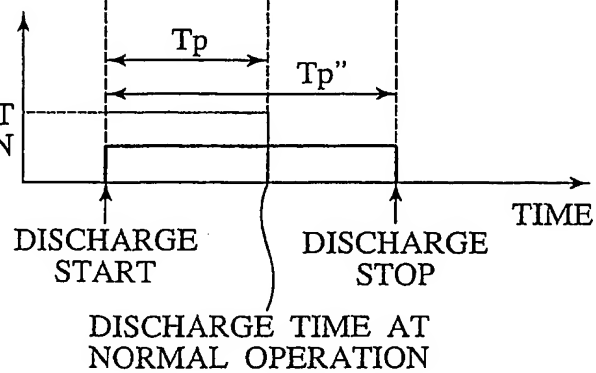 Tp
Tp”
T
N
TIME
DISCHARGE
START
DISCHARGE
STOP
DISCHARGE TIME AT
NORMAL OPERATION